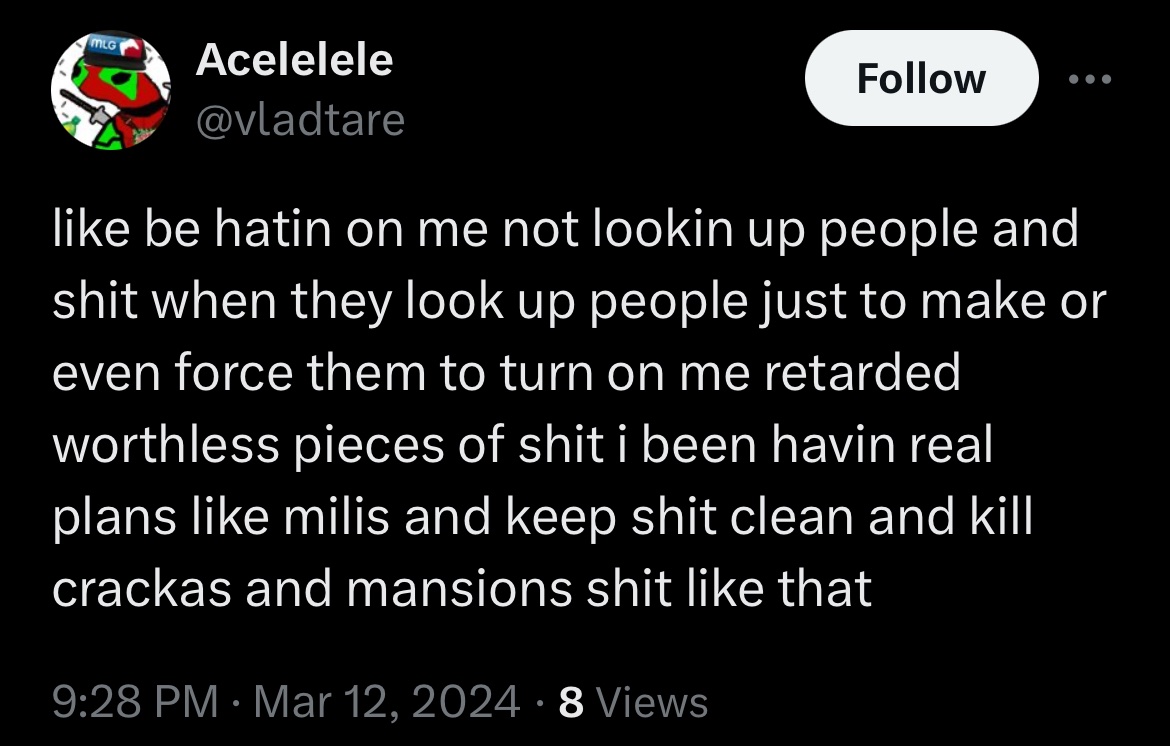 MLG
Acelelele
@vladtare
Follow
like be hatin on me not lookin up people and
shit when they look up people just to make or
even force them to turn on me retarded
worthless pieces of shit i been havin real
plans like milis and keep shit clean and kill
crackas and mansions shit like that
9:28 PM · Mar 12, 2024 · 8 Views